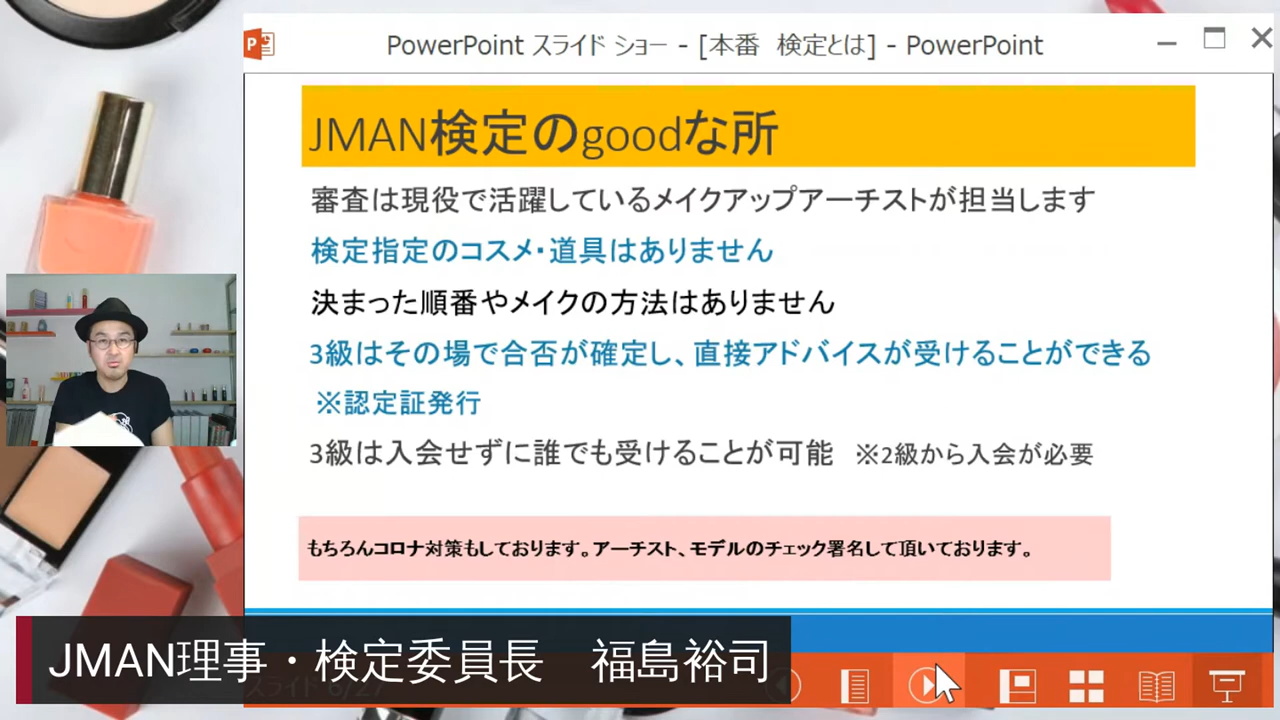 PowerPoint スライド ショー - [本番　検定とは] - PowerPoint
JMAN検定のgoodな所
審査は現役で活躍しているメイクアップアーチストが担当します
検定指定のコスメ・道具はありません
決まった順番やメイクの方法はありません
3級はその場で合否が確定し、直接アドバイスが受けることができる
※認定証発行
3級は入会せずに誰でも受けることが可能　※2級から入会が必要
もちろんコロナ対策もしております。アーチスト、モデルのチェック署名して頂いております。
JMAN理事・検定委員長　福島裕司